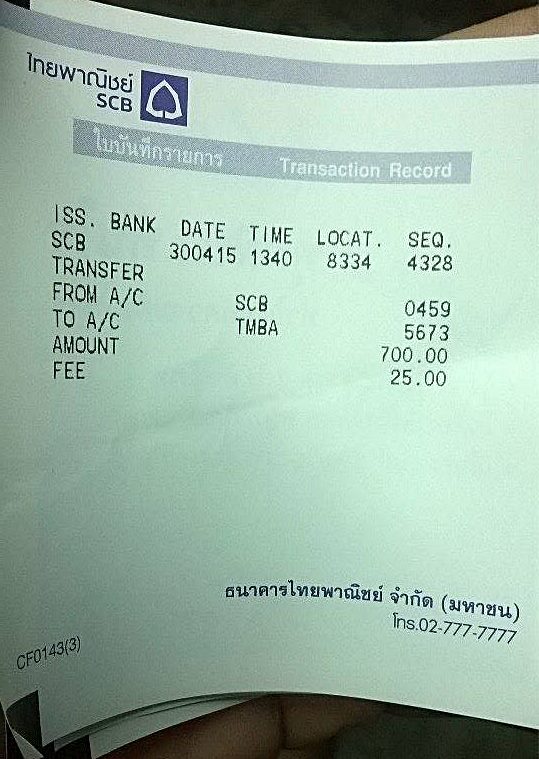 ไทยพาณิชย์
SCB
ใบบันทึกรายการ Transaction Record
ISS. BANK DATE TIME LOCAT. SEQ.
SCB 300415 1340 8334 4328
TRANSFER
FROM A/C SCB 0459
TO A/C TMBA 5673
AMOUNT 700.00
FEE 25.00
ธนาคารไทยพาณิชย์ จำกัด (มหาชน)
โทร.02-777-7777
CF0143(3)